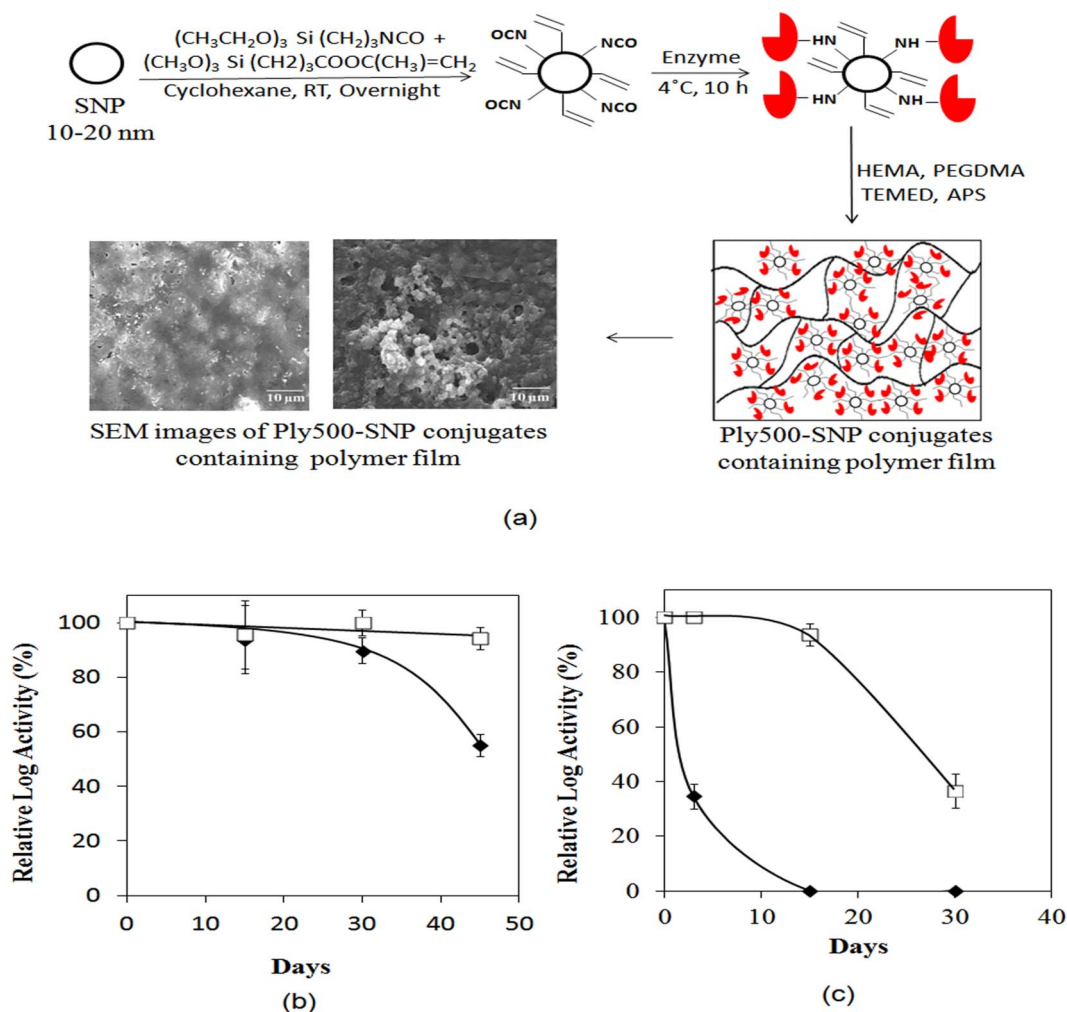 (CH3CH2O)3 Si (CH2)3NCO +
(CH3O)3 Si (CH2)3COOC(CH3)=CH2
Cyclohexane, RT, Overnight
SNP
10-20 nm
OCN
NCO
OCN
NCO
Enzyme
4˚C, 10 h
HN
NH
HN
NH
HEMA, PEGDMA
TEMED, APS
10 µm
10 µm
SEM images of Ply500-SNP conjugates
containing polymer film
Ply500-SNP conjugates
containing polymer film
(a)
Relative Log Activity (%)
100
80
60
40
20
0
0 10 20 30 40 50
Days
(b)
Relative Log Activity (%)
100
80
60
40
20
0
0 10 20 30 40
Days
(c)